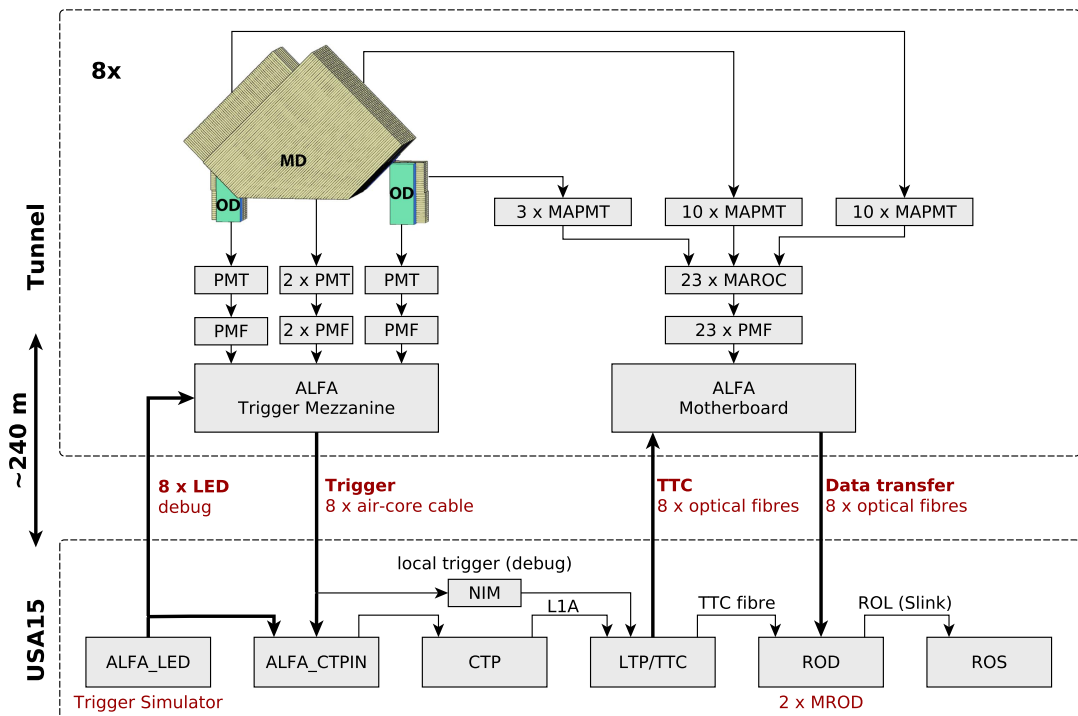 8x
MD
OD
OD
3 x MAPMT
10 x MAPMT
10 x MAPMT
Tunnel
PMT
2 x PMT
PMT
23 x MAROC
PMF
2 x PMF
PMF
23 x PMF
ALFA
Trigger Mezzanine
ALFA
Motherboard
~240 m
8 x LED
debug
Trigger
8 x air-core cable
TTC
8 x optical fibres
Data transfer
8 x optical fibres
USA15
local trigger (debug)
NIM
L1A
TTC fibre
ROL (Slink)
ALFA_LED
ALFA_CTPIN
CTP
LTP/TTC
ROD
ROS
Trigger Simulator
2 x MROD